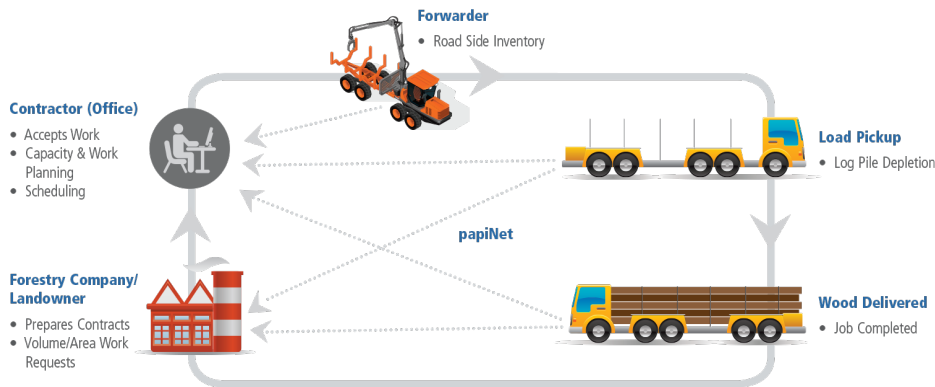 Forwarder
• Road Side Inventory
Contractor (Office)
• Accepts Work
• Capacity & Work
Planning
• Scheduling
Load Pickup
• Log Pile Depletion
papiNet
Forestry Company/
Landowner
• Prepares Contracts
• Volume/Area Work
Requests
Wood Delivered
• Job Completed